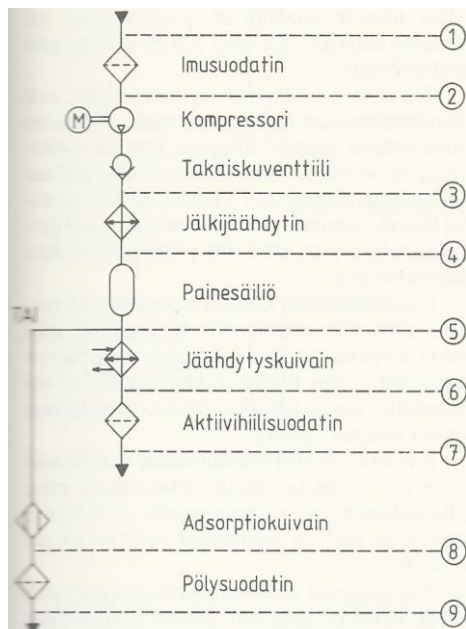 1
Imusuodatin
2
M
Kompressori
Takaiskuventtiili
3
Jälkijäähdytin
4
Painesäiliö
TAI
5
Jäähdytyskuivain
6
Aktiivihiilisuodatin
7
Adsorptiokuivain
8
Pölysuodatin
9